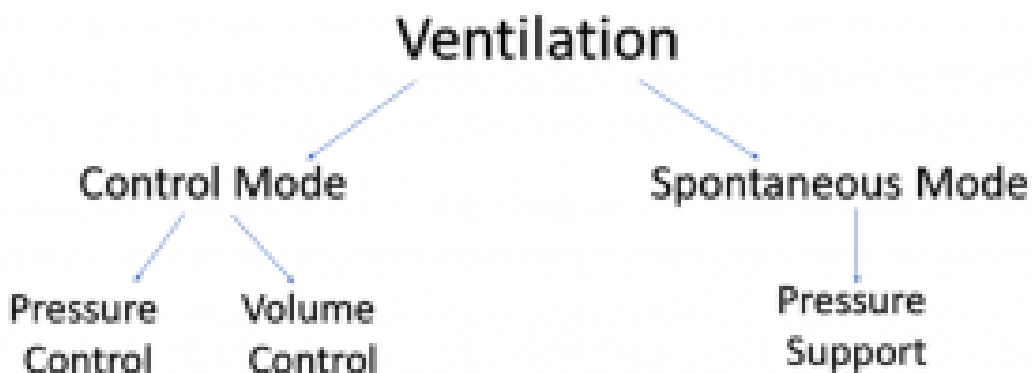 Ventilation
Control Mode
Spontaneous Mode
Pressure
Control
Volume
Control
Pressure
Support